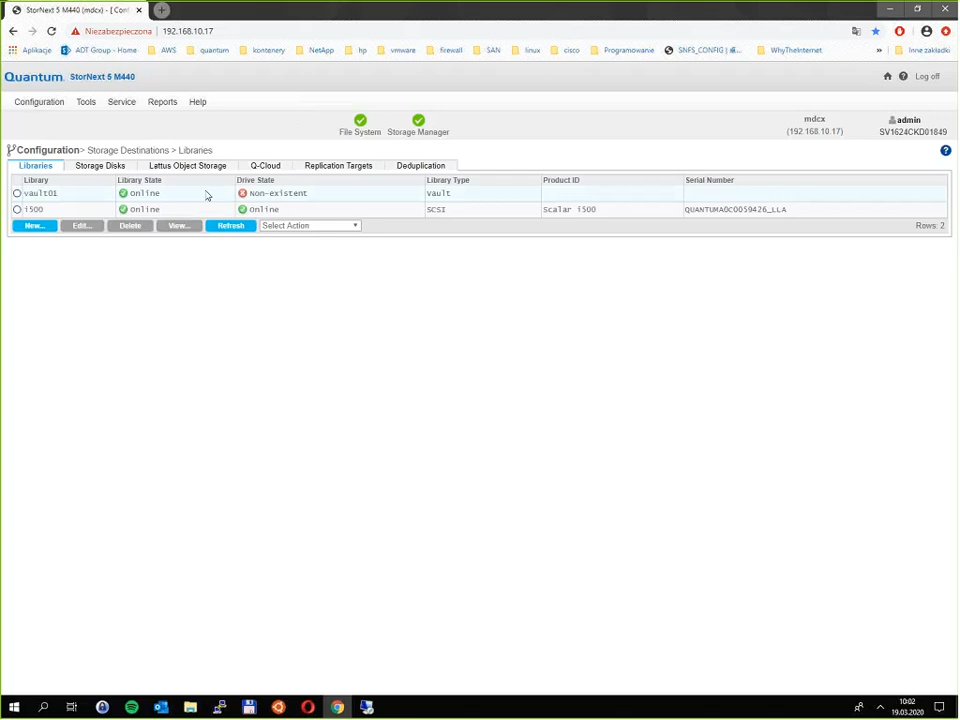 StorNext 5 M440 (mdcx) - [ Conf
Niezabezpieczona
192.168.10.17
Aplikacje
ADT Group - Home
AWS
quantum
kontenery
NetApp
hp
vmware
firewall
SAN
linux
cisco
Programowanie
WhyTheInternet
»
Inne zakładki
Quantum. StorNext 5 M440
Log off
Configuration Tools Service Reports Help
File System Storage Manager
mdcx
(192.168.10.17)
admin
SV1624CKD01849
Configuration> Storage Destinations > Libraries
Libraries Storage Disks Lattus Object Storage Q-Cloud Replication Targets Deduplication
Library Library State Drive State Library Type Product ID Serial Number
vault01 Online Non-existent Vault
i500 Online Online SCSI Scalar i500 QUANTUMA0C0059426_LLA
New... Edit... Delete View... Refresh Select Action Rows: 2
10:02
19.03.2020